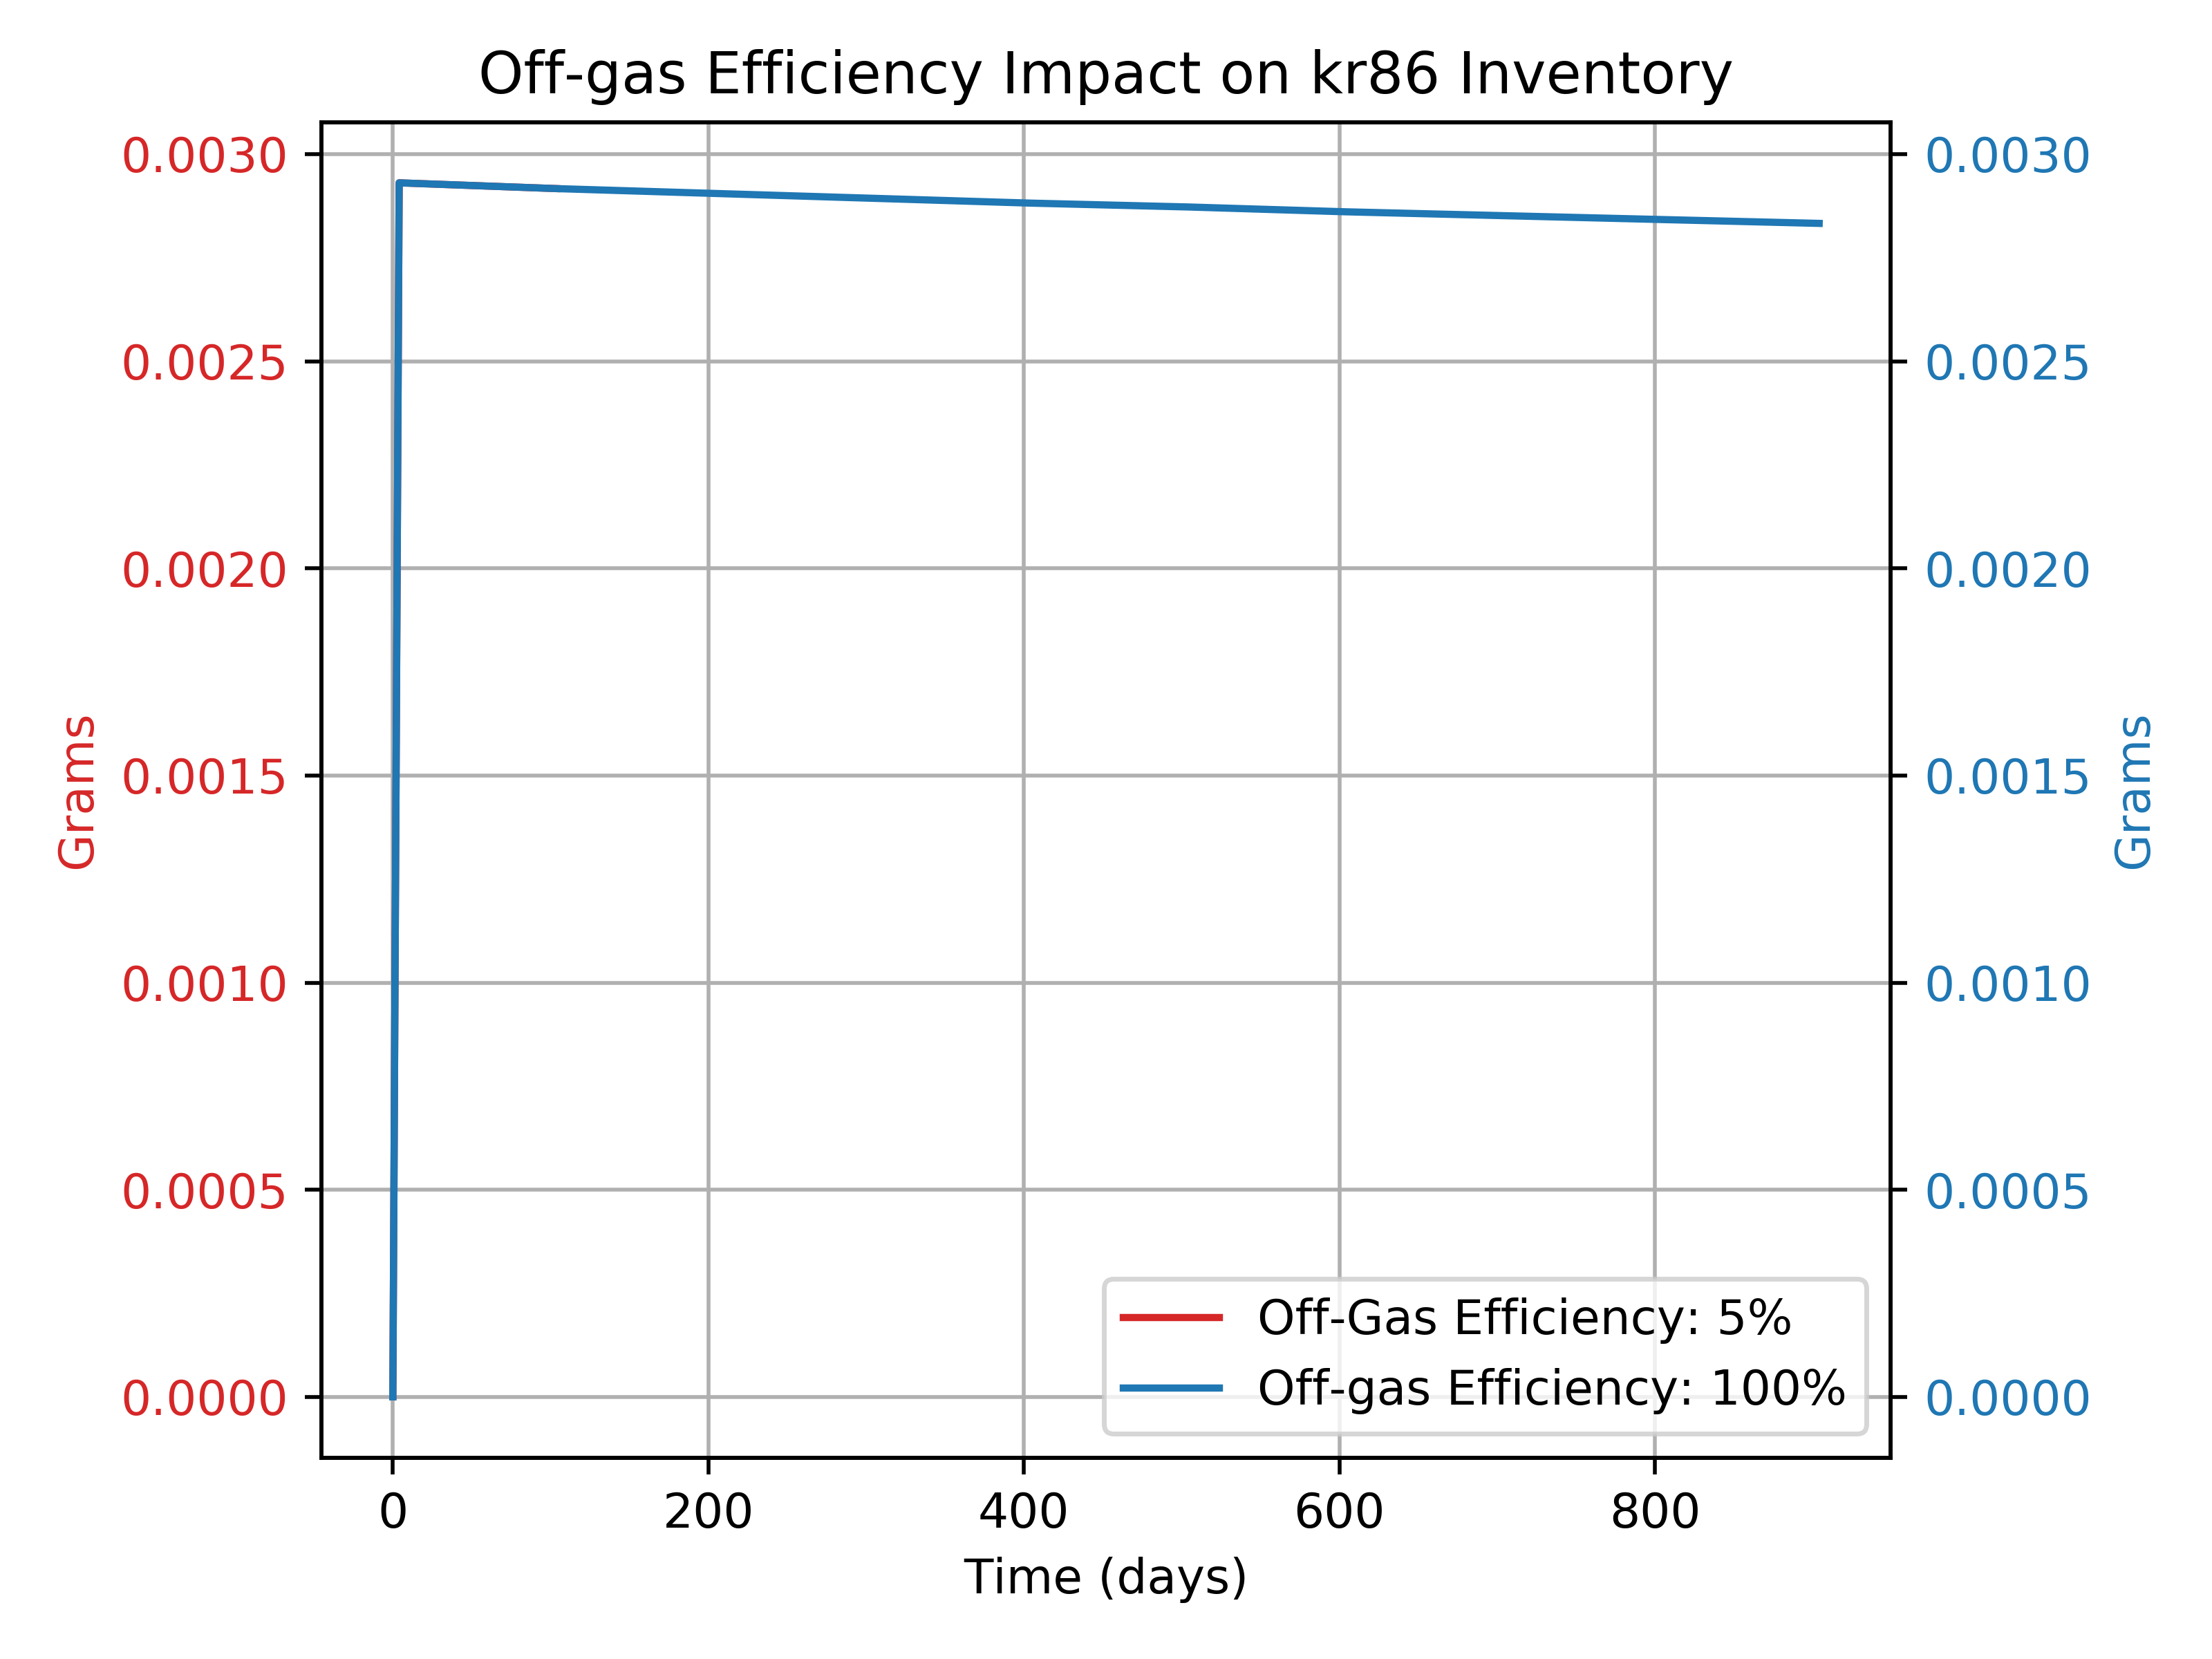 Off-gas Efficiency Impact on kr86 Inventory
0.0030
0.0025
0.0020
0.0015
0.0010
0.0005
0.0000
Grams
0.0030
0.0025
0.0020
0.0015
0.0010
0.0005
0.0000
Grams
Off-Gas Efficiency: 5%
Off-gas Efficiency: 100%
0 200 400 600 800
Time (days)